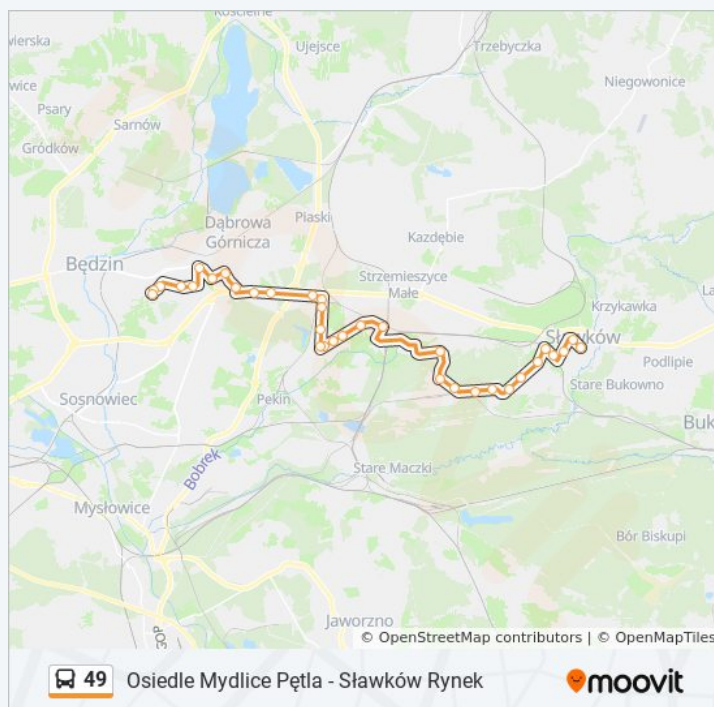 Kościelne
wierska
Ujejsce
Trzebyczka
wice
Psary
Niegowonice
Sarnów
Gródków
Dąbrowa
Górnicza
Piaski
Kazdębie
Będzin
Strzemieszyce
Małe
La
Krzykawka
Sławków
Podlipie
Stare Bukowno
Sosnowiec
Pekin
Buk
Bobrek
Stare Maczki
Mysłowice
Bór Biskupi
Jaworzno
© OpenStreetMap contributors | © OpenMapTiles
49 Osiedle Mydlice Pętla - Sławków Rynek
moovit